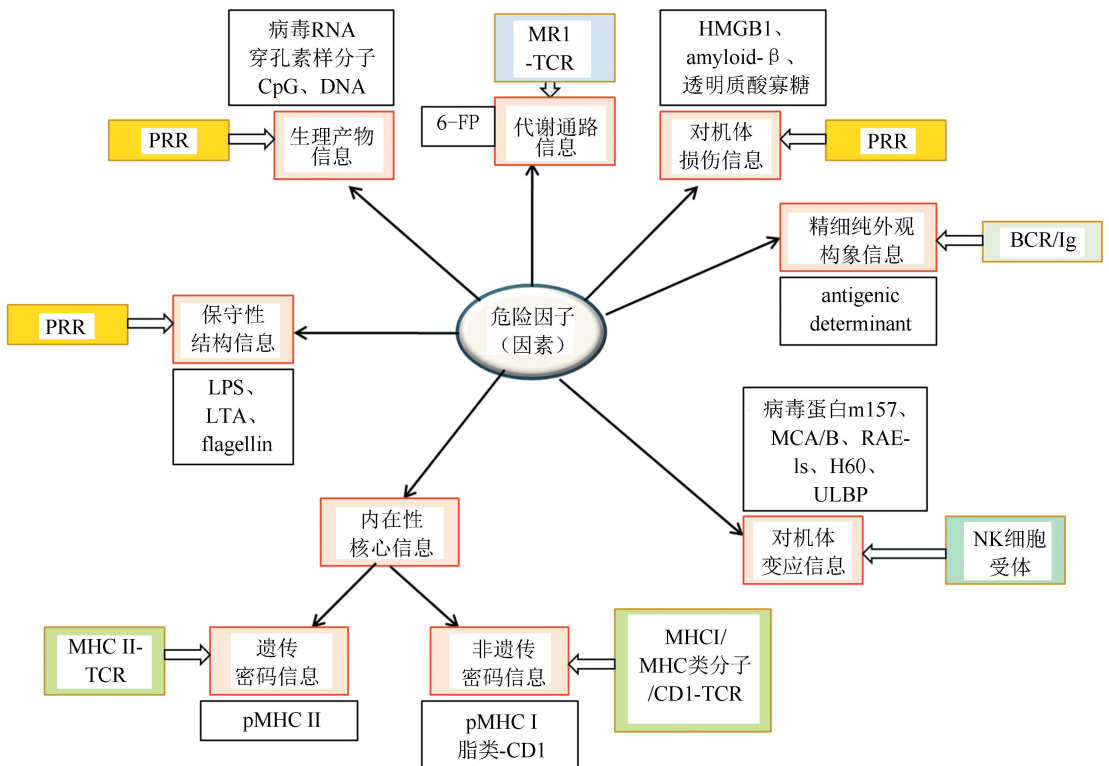 病毒RNA
穿孔素样分子
CpG、DNA
MR1
-TCR
HMGB1、
amyloid-β、
透明质酸寡糖
PRR
生理产物
信息
6-FP
代谢通路
信息
对机体
损伤信息
PRR
精细纯外观
构象信息
BCR/Ig
antigenic
determinant
危险因子
（因素）
PRR
保守性
结构信息
LPS、
LTA、
flagellin
病毒蛋白m157、
MCA/B、RAE-
ls、H60、
ULBP
内在性
核心信息
对机体
变应信息
NK细胞
受体
MHC II-
TCR
遗传
密码信息
pMHC II
非遗传
密码信息
pMHC I
脂类-CD1
MHCI/
MHC类分子
/CD1-TCR